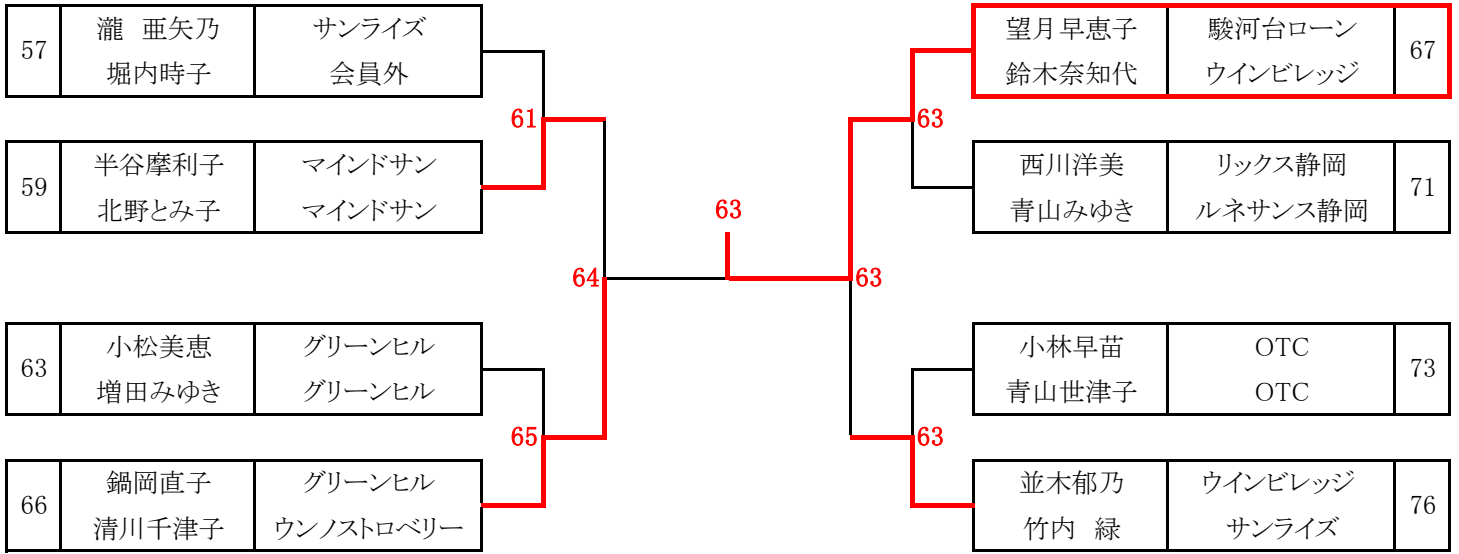 57 瀧　亜矢乃 サンライズ
堀内時子 会員外
61
59 半谷摩利子 マインドサン
北野とみ子 マインドサン
64
63 小松美恵 グリーンヒル
増田みゆき グリーンヒル
65
66 鍋岡直子 グリーンヒル
清川千津子 ウンノストロベリー
63
望月早恵子 駿河台ローン 67
鈴木奈知代 ウインビレッジ
63
西川洋美 リックス静岡 71
青山みゆき ルネサンス静岡
63
小林早苗 OTC 73
青山世津子 OTC
63
並木郁乃 ウインビレッジ 76
竹内　緑 サンライズ